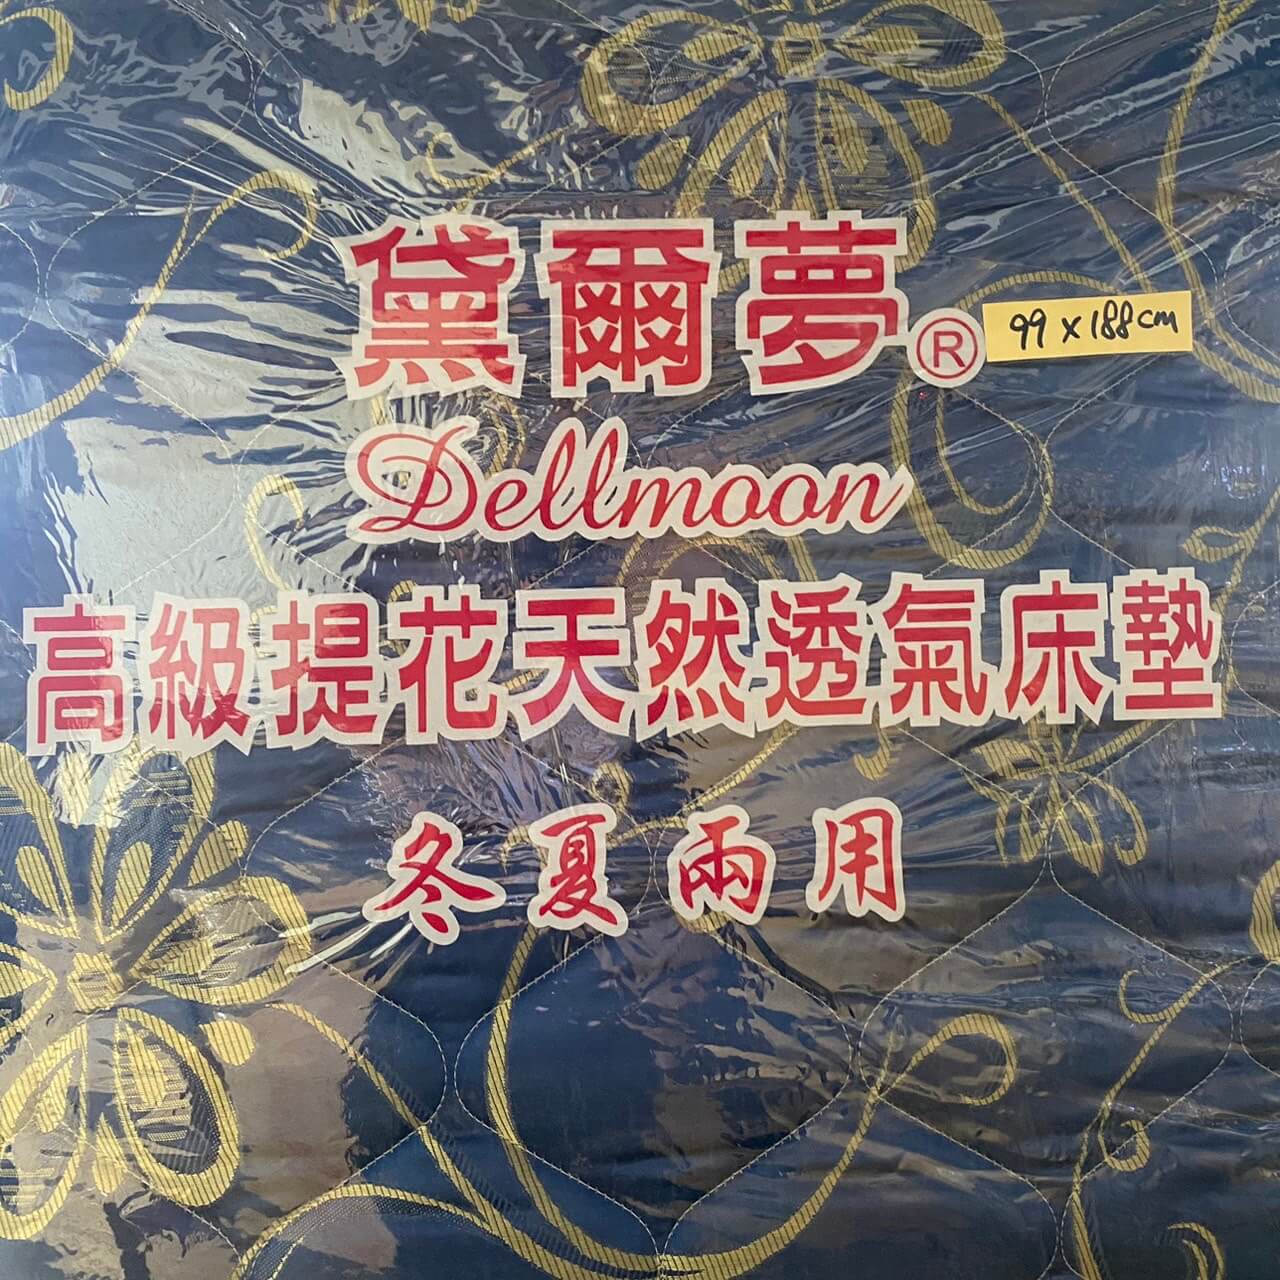 黛爾夢®
99 x 188 cm
Dellmoon
高級提花天然透氣床墊
冬夏兩用